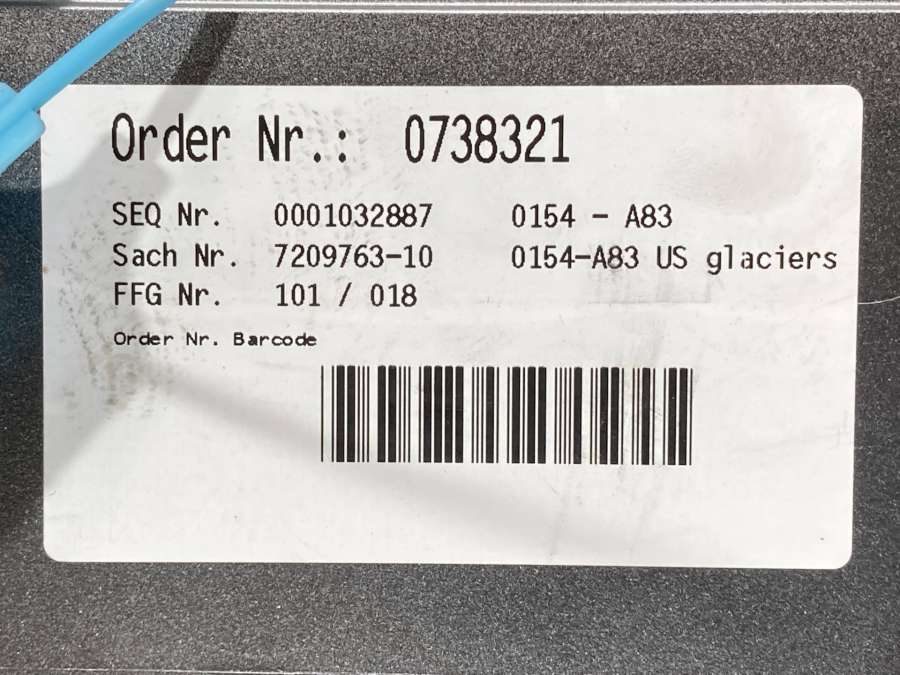 Order Nr.: 0738321
SEQ Nr. 0001032887 0154 - A83
Sach Nr. 7209763-10 0154-A83 US glaciers
FFG Nr. 101 / 018
Order Nr. Barcode